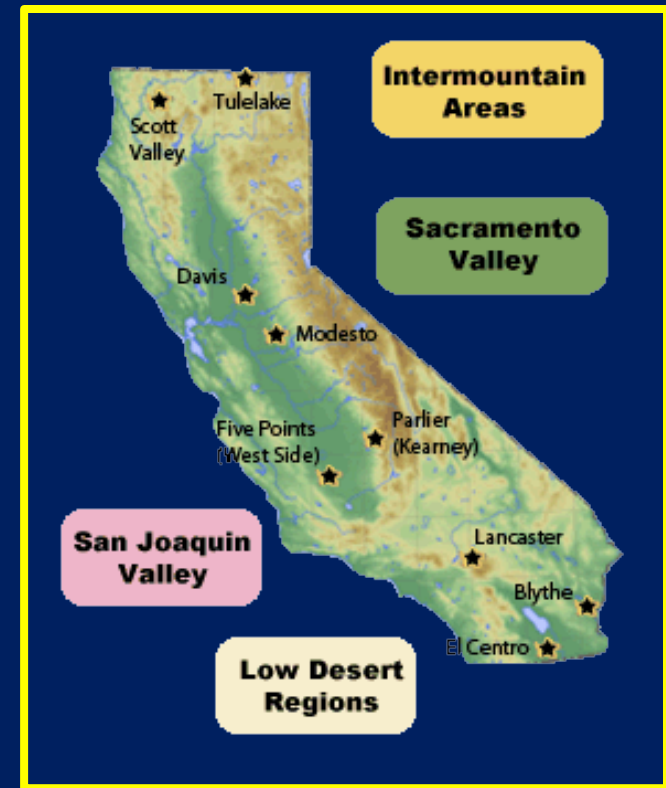 Intermountain
Areas
Tulelake
Scott
Valley
Sacramento
Valley
Davis
Modesto
Five Points
(West Side)
Parlier
(Kearney)
San Joaquin
Valley
Lancaster
Blythe
El Centro
Low Desert
Regions